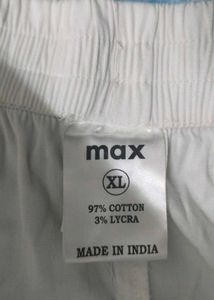 max
XL
97% COTTON
3% LYCRA
MADE IN INDIA